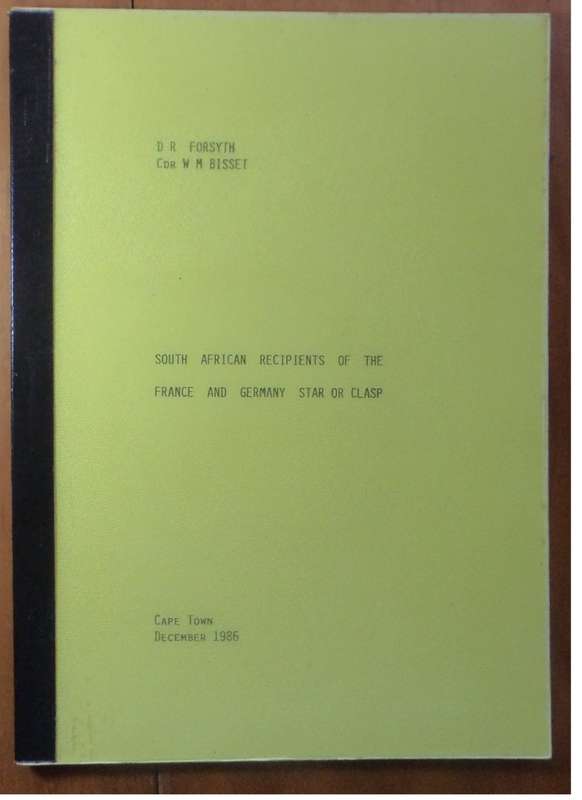 D R FORSYTH
CDR W M BISSET
SOUTH AFRICAN RECIPIENTS OF THE
FRANCE AND GERMANY STAR OR CLASP
CAPE TOWN
DECEMBER 1986